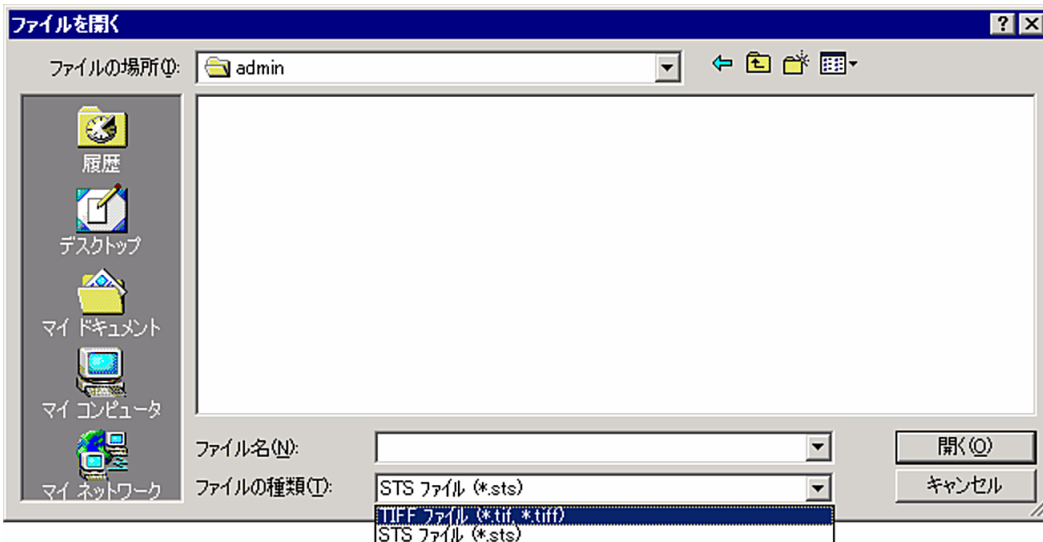 ファイルを開く
ファイルの場所(I):
admin
履歴
デスクトップ
マイ ドキュメント
マイ コンピュータ
マイ ネットワーク
ファイル名(N):
開く(O)
ファイルの種類(T):
STS ファイル (*.sts)
キャンセル
TIFF ファイル (*.tif, *.tiff)
STS ファイル (*.sts)